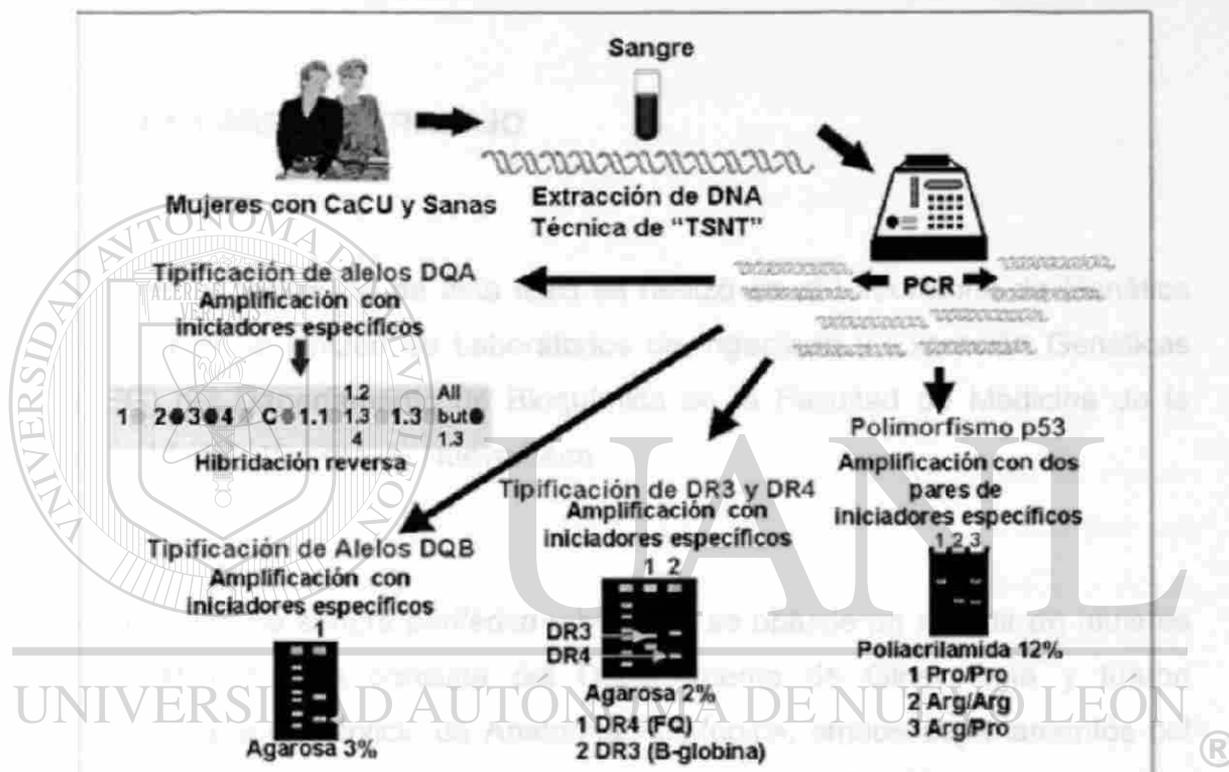 Sangre
Mujeres con CaCU y Sanas
Extracción de DNA
Técnica de “TSNT”
PCR
Tipificación de alelos DQA
Amplificación con
iniciadores específicos
1.2 All
1 2 3 4 C 1.1 1.3 1.3 but
4 1.3
Hibridación reversa
Tipificación de Alelos DQB
Amplificación con
iniciadores específicos
1
Agarosa 3%
Tipificación de DR3 y DR4
Amplificación con
iniciadores específicos
1 2
DR3
DR4
Agarosa 2%
1 DR4 (FQ)
2 DR3 (B-globina)
Polimorfismo p53
Amplificación con dos
pares de
iniciadores específicos
1 2 3
Poliacrilamida 12%
1 Pro/Pro
2 Arg/Arg
3 Arg/Pro
UANL
UNIVERSIDAD AUTÓNOMA DE NUEVO LEÓN
®